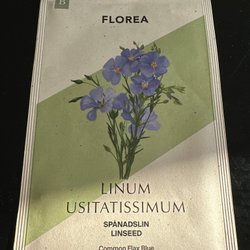 B
FLOREA
LINUM
USITATISSIMUM
SPÅNADSLIN
LINSEED
Common Flax Blue